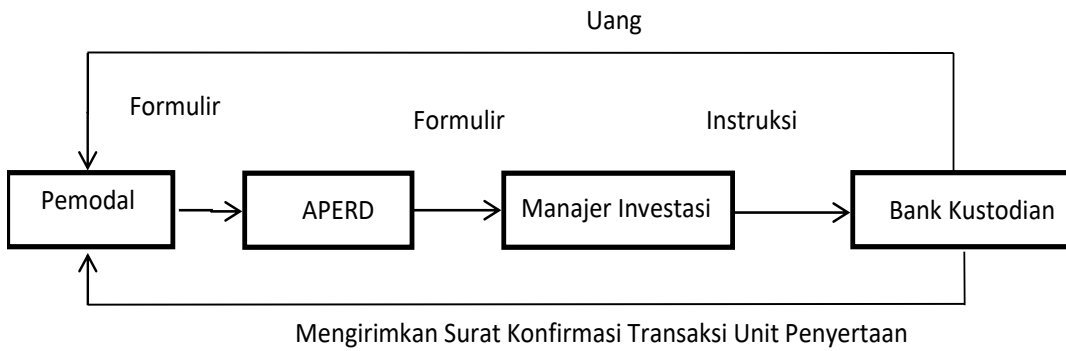 Uang
Formulir
Formulir
Instruksi
Pemodal
APERD
Manajer Investasi
Bank Kustodian
Mengirimkan Surat Konfirmasi Transaksi Unit Penyertaan